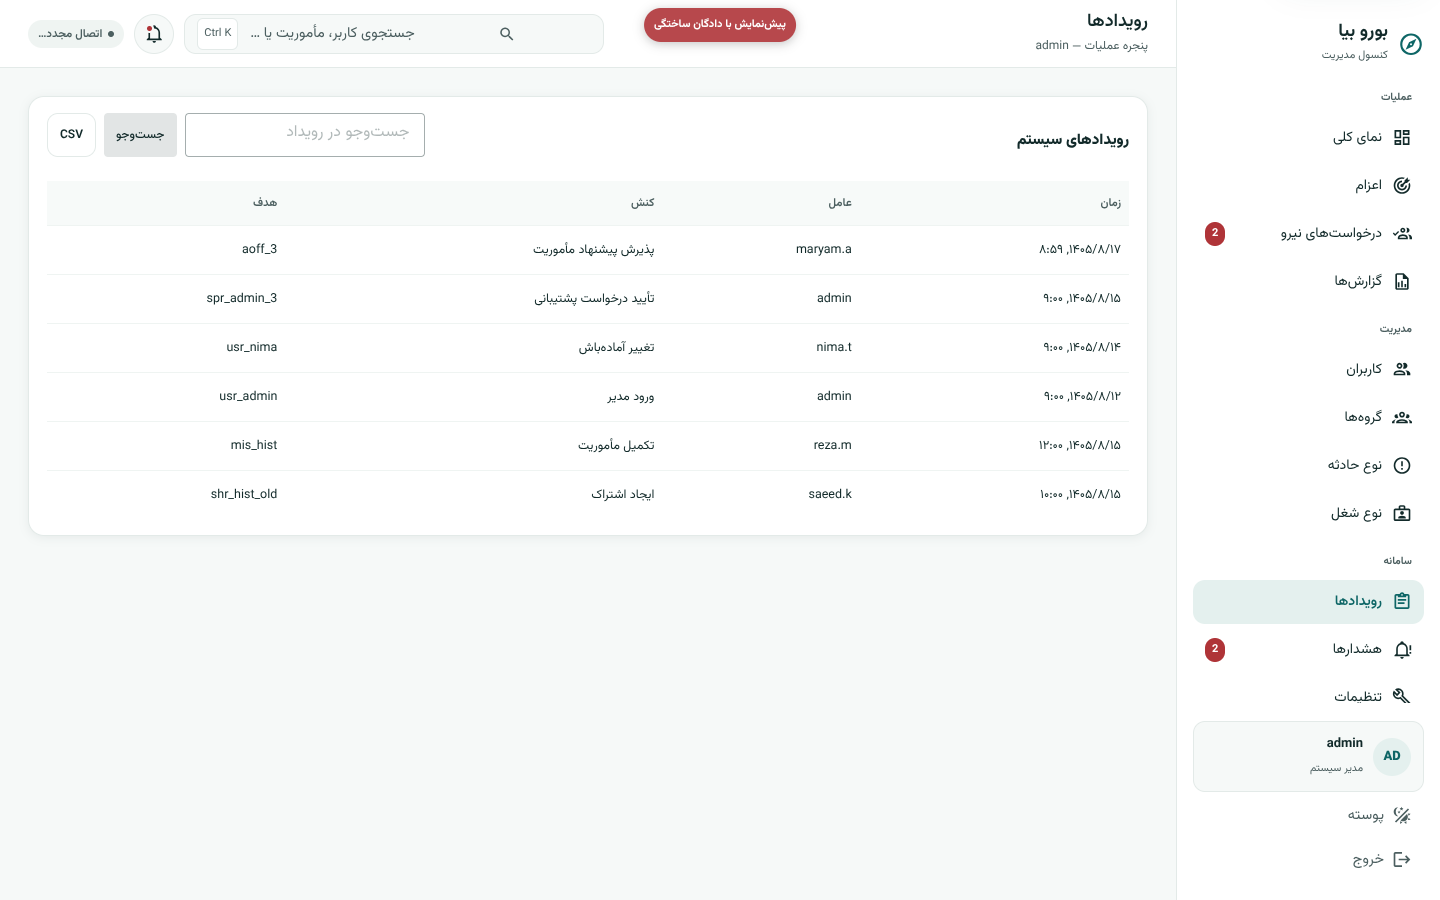 بورو بیا
کنسول مدیریت
عملیات
نمای کلی
اعزام
درخواست‌های نیرو 2
گزارش‌ها
مدیریت
کاربران
گروه‌ها
نوع حادثه
نوع شغل
سامانه
رویدادها
هشدارها 2
تنظیمات
AD admin
مدیر سیستم
پوسته
خروج
رویدادها
پنجره عملیات — admin
پیش‌نمایش با دادگان ساختگی
جستجوی کاربر، مأموریت یا ... Ctrl K
اتصال مجدد...
رویدادهای سیستم
جست‌وجو در رویداد
جست‌وجو
CSV
زمان عامل کنش هدف
۱۴۰۵/۸/۱۷, ۸:۵۹ maryam.a پذیرش پیشنهاد مأموریت aoff_3
۱۴۰۵/۸/۱۵, ۹:۰۰ admin تأیید درخواست پشتیبانی spr_admin_3
۱۴۰۵/۸/۱۴, ۹:۰۰ nima.t تغییر آماده‌باش usr_nima
۱۴۰۵/۸/۱۲, ۹:۰۰ admin ورود مدیر usr_admin
۱۴۰۵/۸/۱۵, ۱۲:۰۰ reza.m تکمیل مأموریت mis_hist
۱۴۰۵/۸/۱۵, ۱۰:۰۰ saeed.k ایجاد اشتراک shr_hist_old